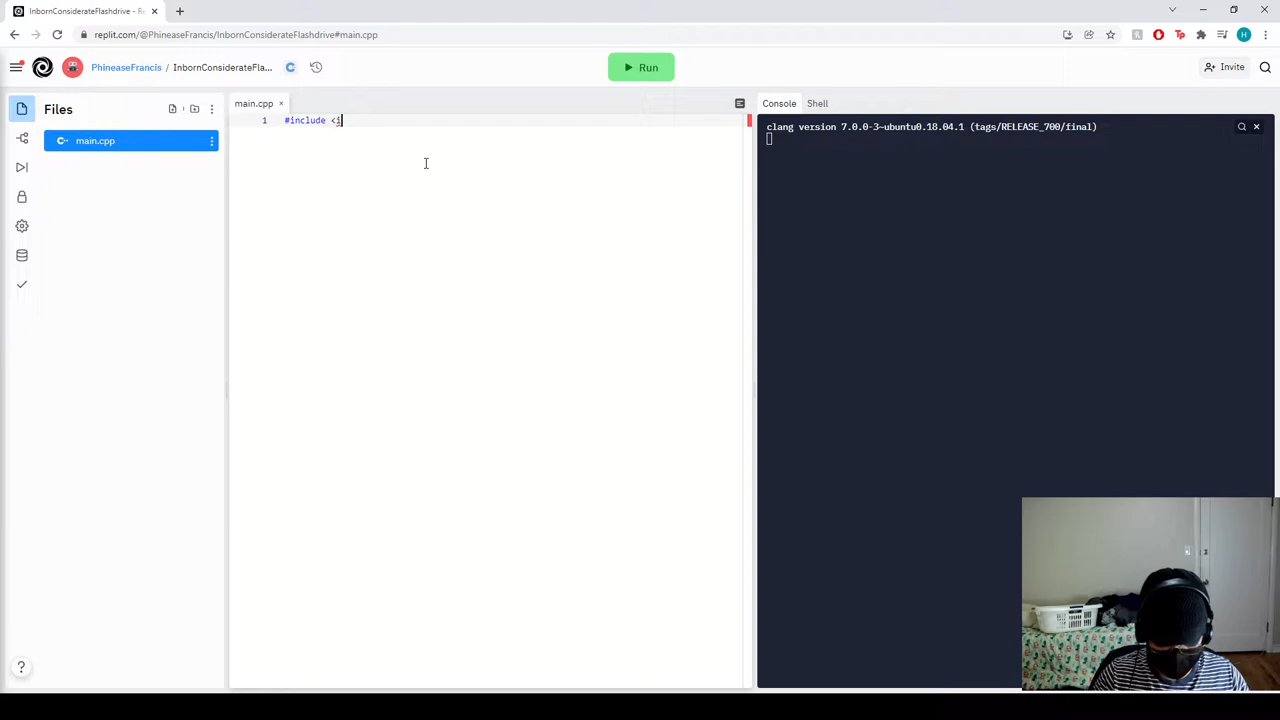 InbornConsiderateFlashdrive - Re
replit.com/@PhineaseFrancis/InbornConsiderateFlashdrive#main.cpp
PhineaseFrancis / InbornConsiderateFla...
Run
Invite
Files
main.cpp
main.cpp
1 #include <i
Console Shell
clang version 7.0.0-3~ubuntu0.18.04.1 (tags/RELEASE_700/final)